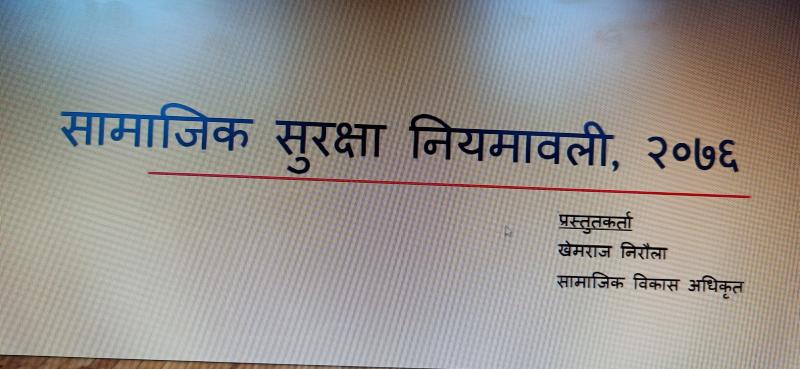 सामाजिक सुरक्षा नियमावली, २०७६
प्रस्तुतकर्ता
खेमराज निरौला
सामाजिक विकास अधिकृत